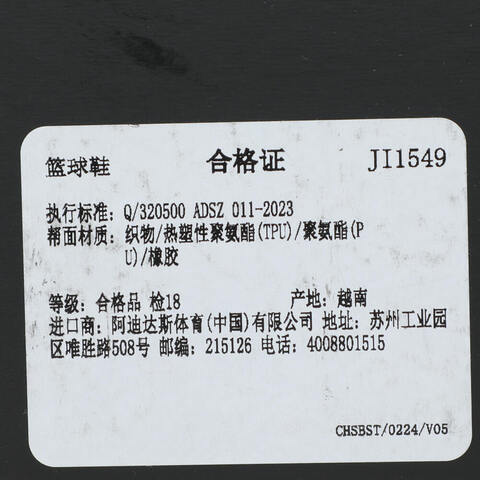 篮球鞋 合格证 JI1549
执行标准: Q/320500 ADSZ 011-2023
帮面材质: 织物/热塑性聚氨酯(TPU)/聚氨酯(P
U)/橡胶
等级: 合格品 检18 产地: 越南
进口商: 阿迪达斯体育(中国)有限公司 地址: 苏州工业园
区唯胜路508号 邮编: 215126 电话: 4008801515
CHSBST/0224/V05